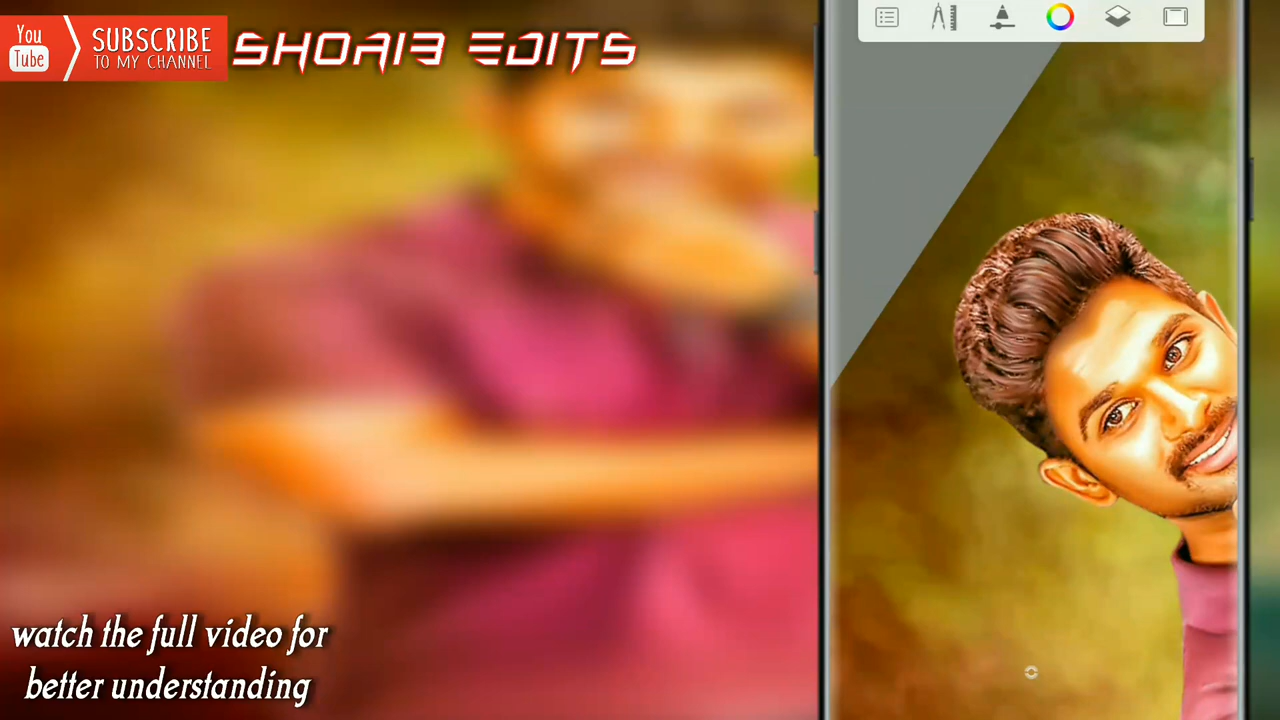 You
Tube
SUBSCRIBE
TO MY CHANNEL
SHOAIB EDITS
watch the full video for
better understanding